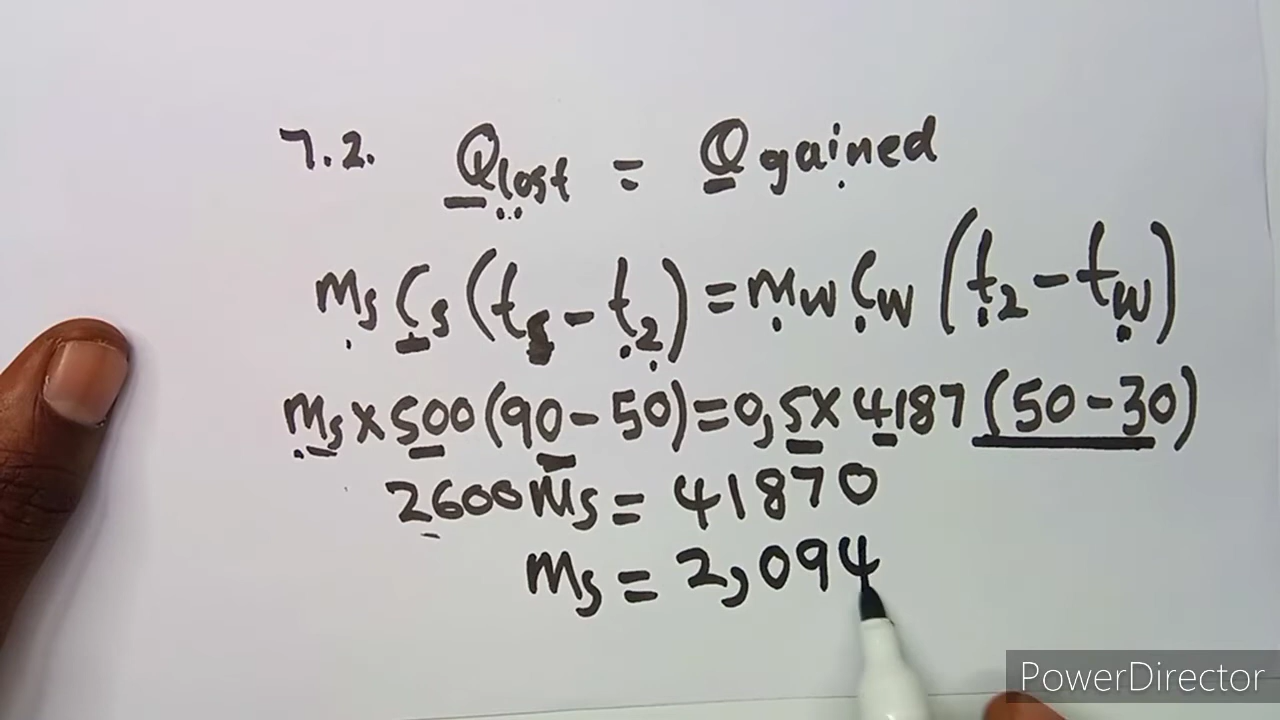 7.2. Qlost = Qgained
ms cs (ts - t2) = mw cw (t2 - tw)
ms x 500 (90 - 50) = 0,5 x 4187 (50 - 30)
2600 ms = 41870
ms = 2,094
PowerDirector